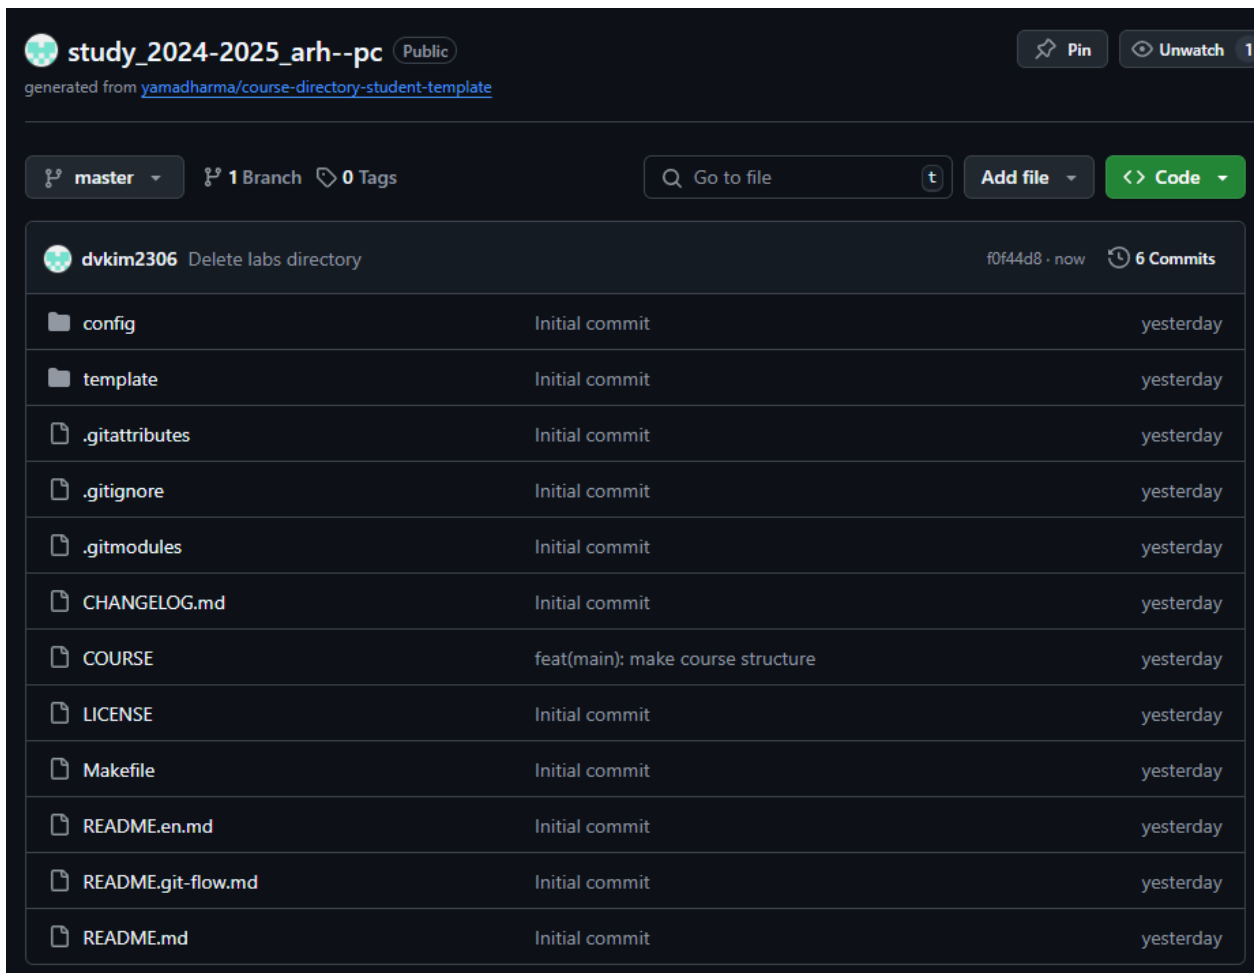 study_2024-2025_arh--pc Public Pin Unwatch 1
generated from yamadharma/course-directory-student-template
master 1 Branch 0 Tags Go to file t Add file Code
dvkim2306 Delete labs directory f0f44d8 · now 6 Commits
config Initial commit yesterday
template Initial commit yesterday
.gitattributes Initial commit yesterday
.gitignore Initial commit yesterday
.gitmodules Initial commit yesterday
CHANGELOG.md Initial commit yesterday
COURSE feat(main): make course structure yesterday
LICENSE Initial commit yesterday
Makefile Initial commit yesterday
README.en.md Initial commit yesterday
README.git-flow.md Initial commit yesterday
README.md Initial commit yesterday